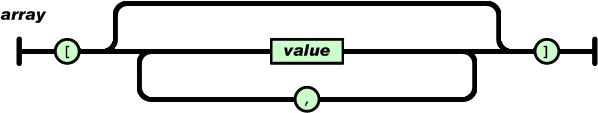 array
[ value ]
,